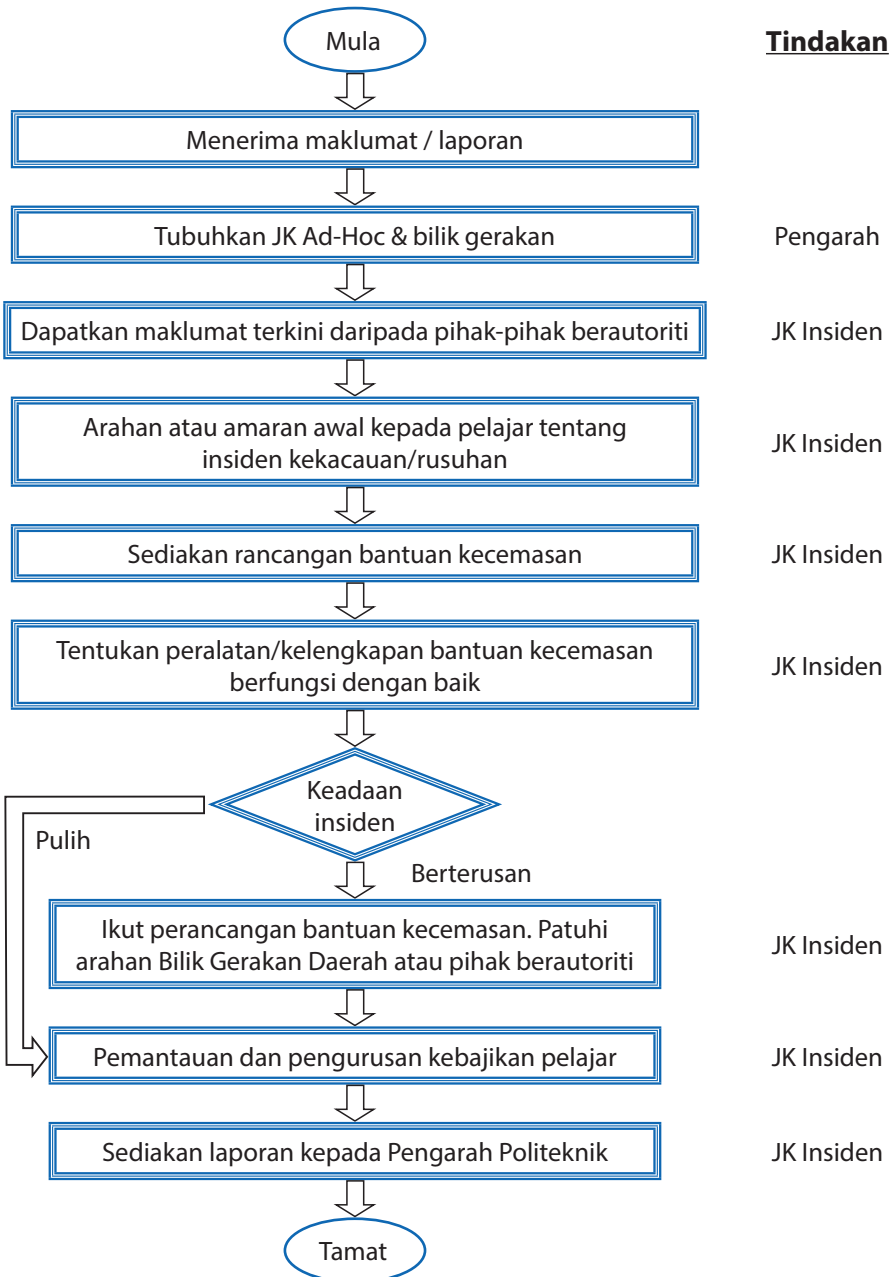 Mula
Tindakan
Menerima maklumat / laporan
Tubuhkan JK Ad-Hoc & bilik gerakan
Pengarah
Dapatkan maklumat terkini daripada pihak-pihak berautoriti
JK Insiden
Arahan atau amaran awal kepada pelajar tentang
insiden kekacauan/rusuhan
JK Insiden
Sediakan rancangan bantuan kecemasan
JK Insiden
Tentukan peralatan/kelengkapan bantuan kecemasan
berfungsi dengan baik
JK Insiden
Keadaan
insiden
Pulih
Berterusan
Ikut perancangan bantuan kecemasan. Patuhi
arahan Bilik Gerakan Daerah atau pihak berautoriti
JK Insiden
Pemantauan dan pengurusan kebajikan pelajar
JK Insiden
Sediakan laporan kepada Pengarah Politeknik
JK Insiden
Tamat